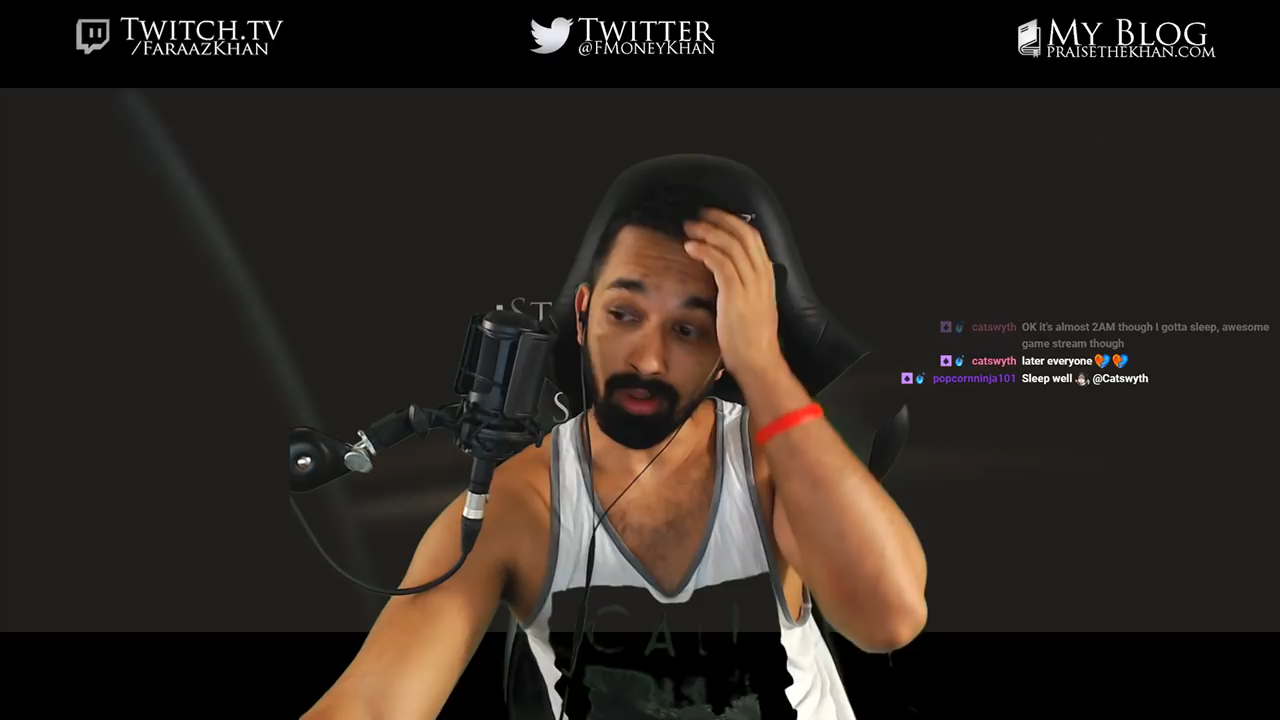 TWITCH.TV
/FARAAZKHAN
TWITTER
@FMONEYKHAN
MY BLOG
PRAISETHEKHAN.COM
catswyth OK it's almost 2AM though I gotta sleep, awesome
game stream though
catswyth later everyone
popcornninja101 Sleep well @Catswyth